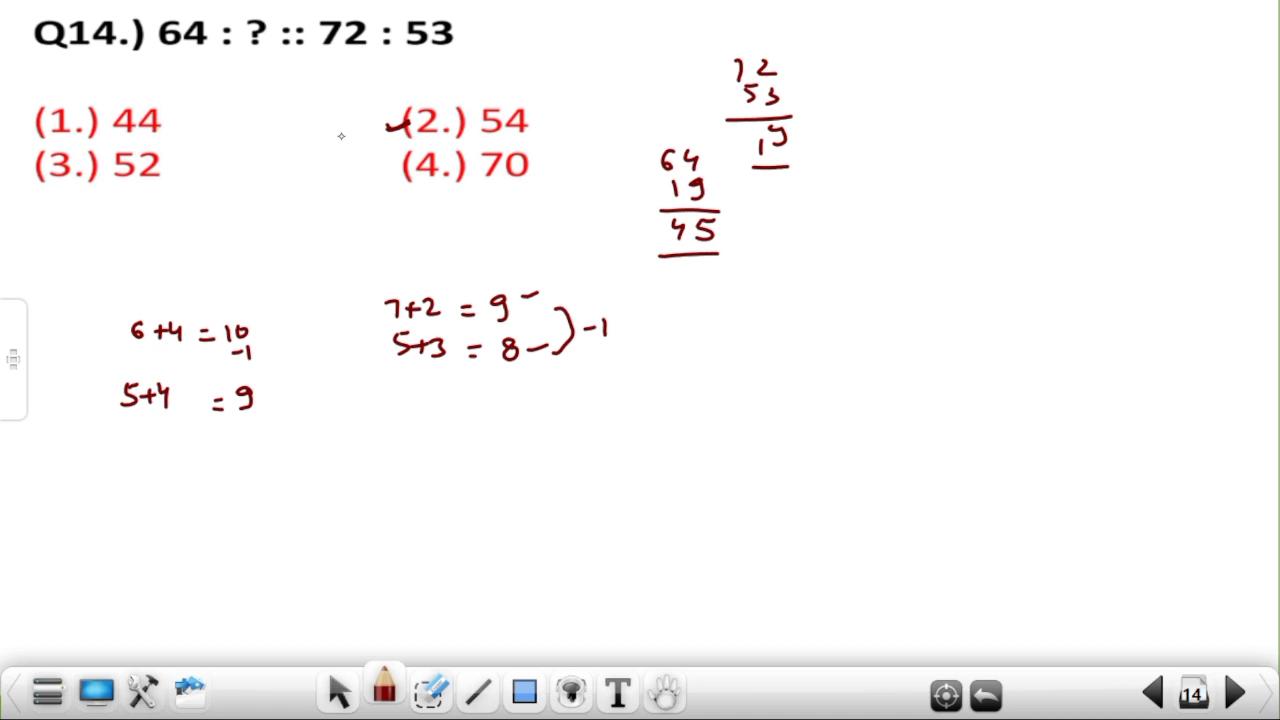 Q14.) 64 : ? :: 72 : 53
(1.) 44 (2.) 54
(3.) 52 (4.) 70
72
53
19
64
19
45
7+2 = 9
5+3 = 8
-1
6+4 = 10
-1
5+4 = 9
T
14